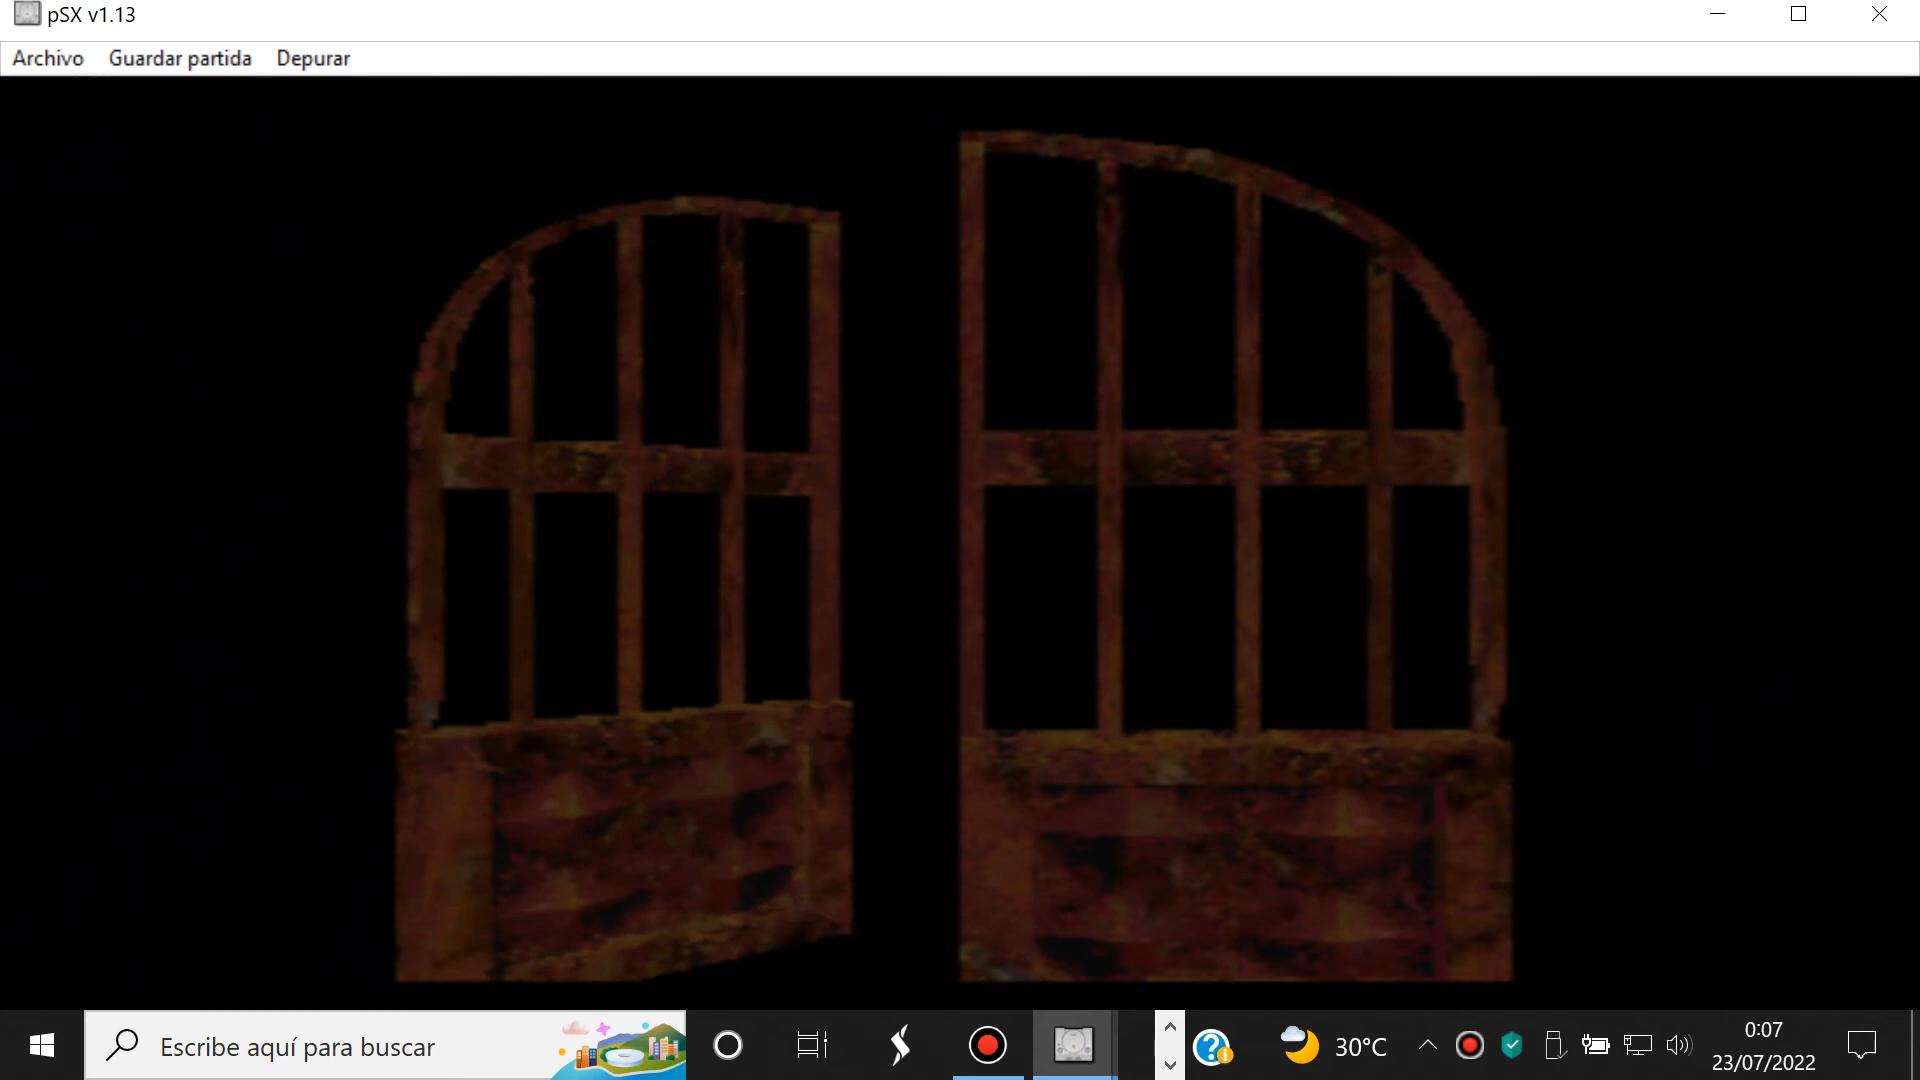 pSX v1.13
Archivo Guardar partida Depurar
Escribe aquí para buscar
30°C
0:07
23/07/2022